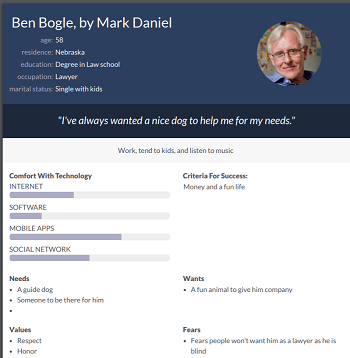 Ben Bogle, by Mark Daniel
age: 58
residence: Nebraska
education: Degree in Law school
occupation: Lawyer
marital status: Single with kids
"I've always wanted a nice dog to help me for my needs."
Work, tend to kids, and listen to music
Comfort With Technology
INTERNET
SOFTWARE
MOBILE APPS
SOCIAL NETWORK
Criteria For Success:
Money and a fun life
Needs
• A guide dog
• Someone to be there for him
•
Wants
• A fun animal to give him company
Values
• Respect
• Honor
Fears
• Fears people won't want him as a lawyer as he is
blind